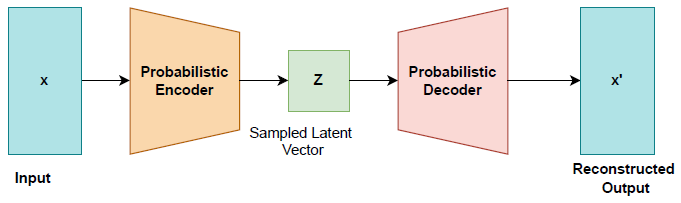 x
Probabilistic
Encoder
Z
Probabilistic
Decoder
x'
Sampled Latent
Vector
Input
Reconstructed
Output